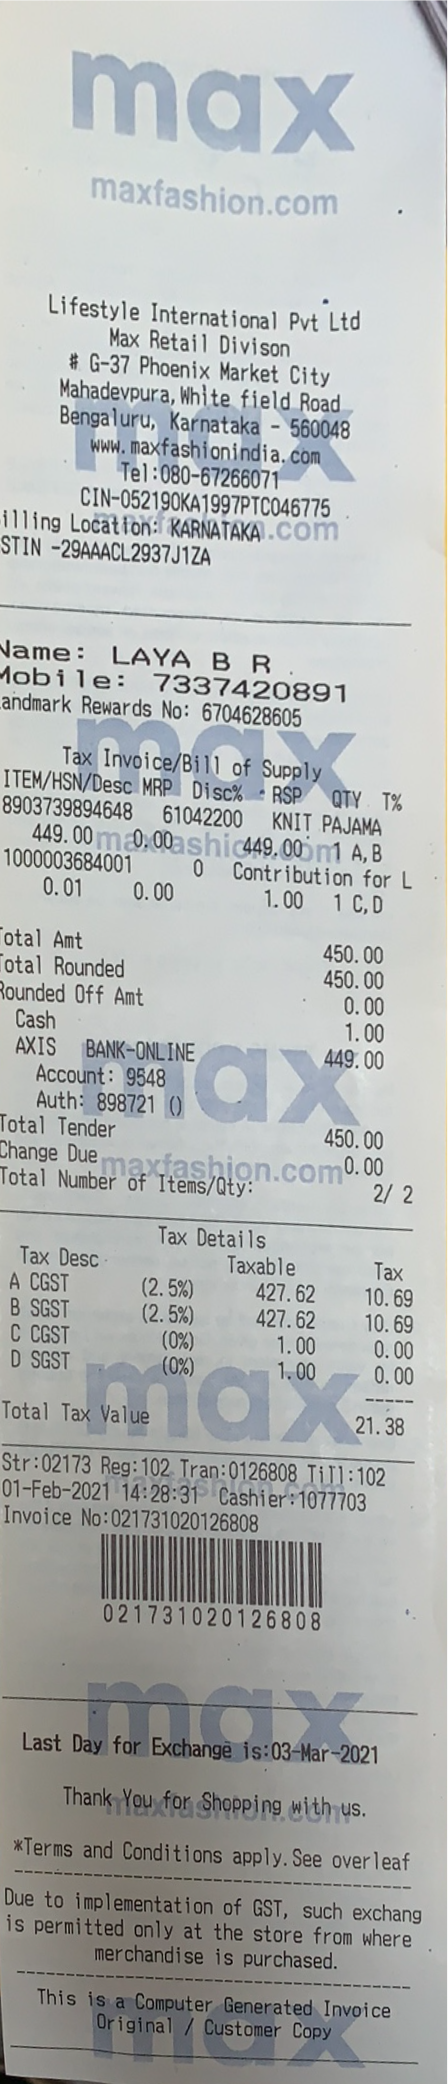 max
maxfashion.com
Lifestyle International Pvt Ltd
Max Retail Divison
# G-37 Phoenix Market City
Mahadevpura, White field Road
Bengaluru, Karnataka - 560048
www.maxfashionindia.com
Tel:080-67266071
CIN-052190KA1997PTC046775
illing Location: KARNATAKA
STIN -29AAACL2937J1ZA
Name: LAYA B R
Mobile: 7337420891
andmark Rewards No: 6704628605
Tax Invoice/Bill of Supply
ITEM/HSN/Desc MRP Disc% RSP QTY T%
8903739894648 61042200 KNIT PAJAMA
449.00 0.00 449.00 1 A,B
1000003684001 0 Contribution for L
0.01 0.00 1.00 1 C,D
Total Amt 450.00
Total Rounded 450.00
Rounded Off Amt 0.00
Cash 1.00
AXIS BANK-ONLINE 449.00
Account: 9548
Auth: 898721 ()
Total Tender 450.00
Change Due 0.00
Total Number of Items/Qty: 2/ 2
Tax Details
Tax Desc Taxable Tax
A CGST (2.5%) 427.62 10.69
B SGST (2.5%) 427.62 10.69
C CGST (0%) 1.00 0.00
D SGST (0%) 1.00 0.00
Total Tax Value 21.38
Str:02173 Reg:102 Tran:0126808 Till:102
01-Feb-2021 14:28:31 Cashier:1077703
Invoice No:021731020126808
021731020126808
Last Day for Exchange is:03-Mar-2021
Thank You for Shopping with us.
*Terms and Conditions apply.See overleaf
Due to implementation of GST, such exchang
is permitted only at the store from where
merchandise is purchased.
This is a Computer Generated Invoice
Original / Customer Copy